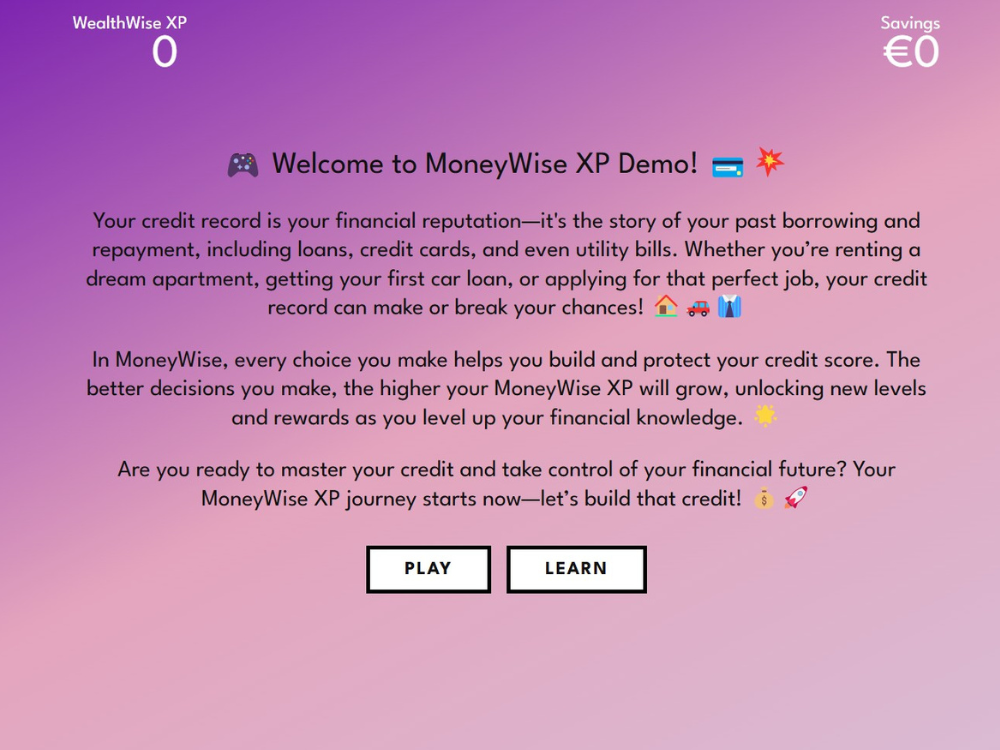 WealthWise XP
0
Savings
€0
🎮 Welcome to MoneyWise XP Demo! 💳 💥
Your credit record is your financial reputation—it's the story of your past borrowing and
repayment, including loans, credit cards, and even utility bills. Whether you’re renting a
dream apartment, getting your first car loan, or applying for that perfect job, your credit
record can make or break your chances! 🏠 🚗 👔
In MoneyWise, every choice you make helps you build and protect your credit score. The
better decisions you make, the higher your MoneyWise XP will grow, unlocking new levels
and rewards as you level up your financial knowledge. 🌟
Are you ready to master your credit and take control of your financial future? Your
MoneyWise XP journey starts now—let’s build that credit! 💰 🚀
PLAY
LEARN